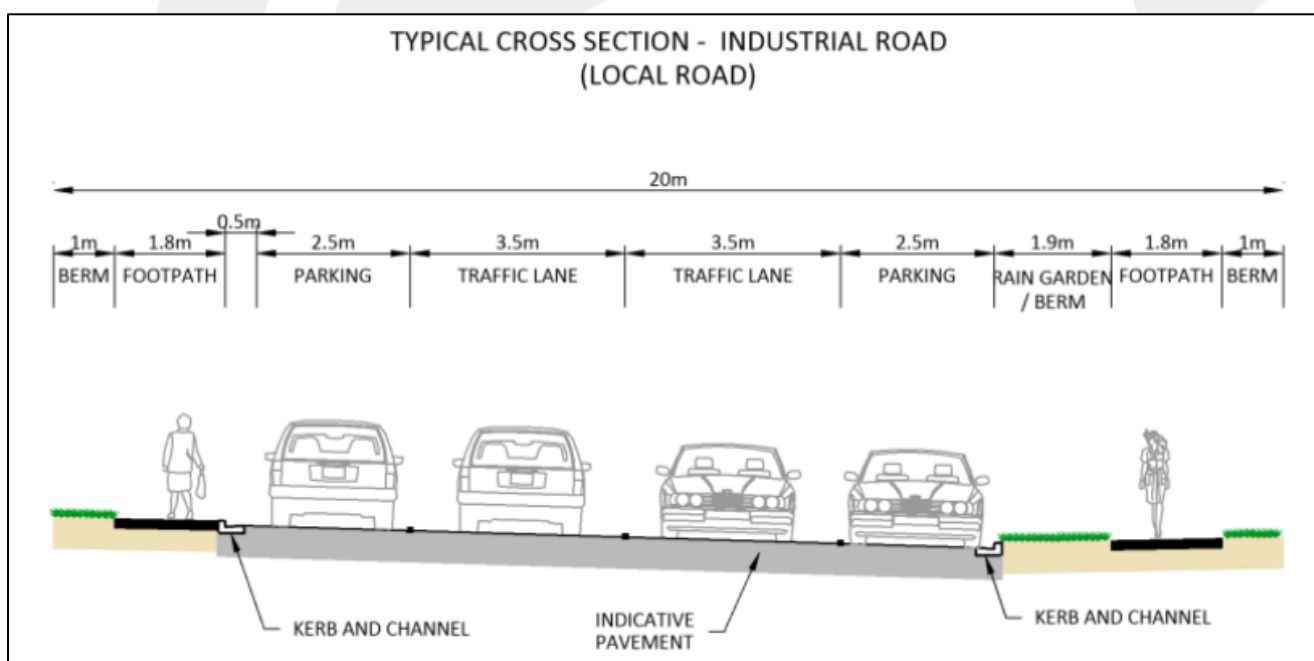 TYPICAL CROSS SECTION - INDUSTRIAL ROAD
(LOCAL ROAD)
20m
0.5m
1m 1.8m 2.5m 3.5m 3.5m 2.5m 1.9m 1.8m 1m
BERM FOOTPATH PARKING TRAFFIC LANE TRAFFIC LANE PARKING RAIN GARDEN FOOTPATH BERM
/ BERM
KERB AND CHANNEL
INDICATIVE
PAVEMENT
KERB AND CHANNEL